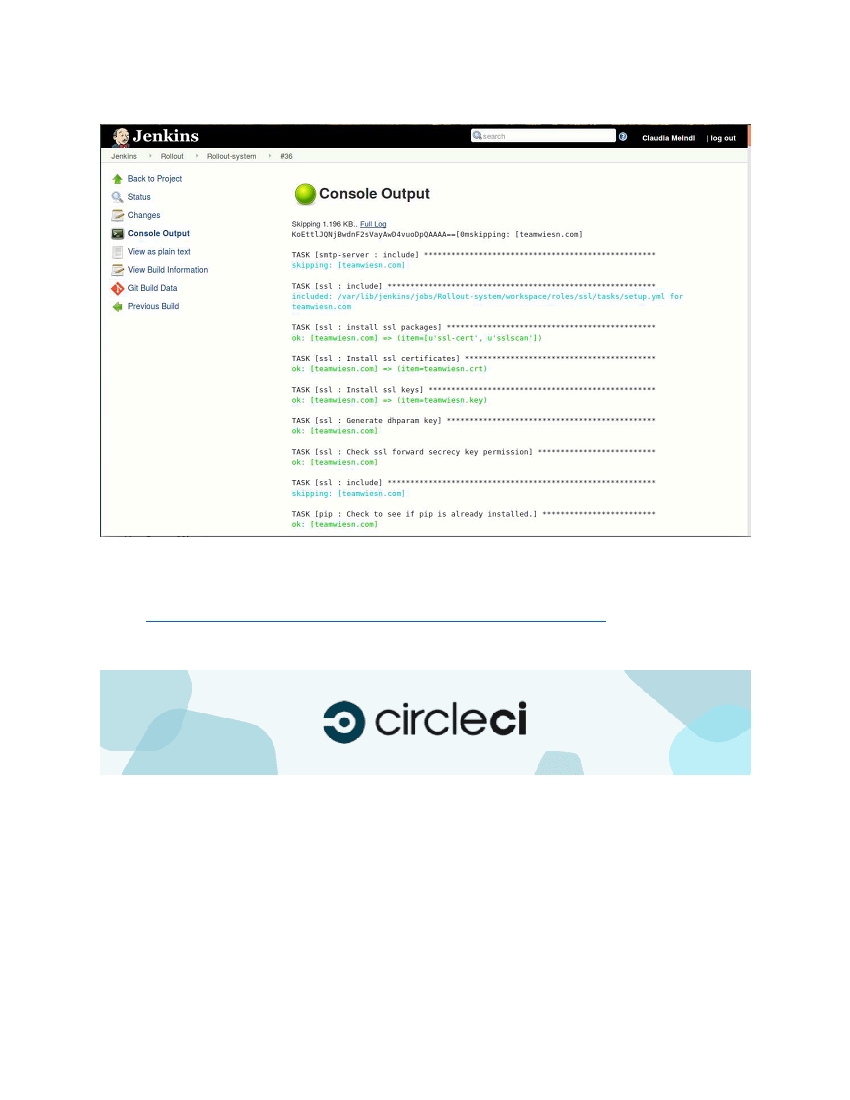 Jenkins
search
Claudia Meindl
| log out
Jenkins
Rollout
Rollout-system
#36
Back to Project
Status
Changes
Console Output
View as plain text
View Build Information
Git Build Data
Previous Build
Console Output
Skipping 1.196 KB.. Full Log
KoEttlJQNjBwdnF2sVayAwD4vuoDpQAAAA==[0mskipping: [teamwiesn.com]
TASK [smtp-server : include] ***************************************************
skipping: [teamwiesn.com]
TASK [ssl : include] ***********************************************************
included: /var/lib/jenkins/jobs/Rollout-system/workspace/roles/ssl/tasks/setup.yml for
teamwiesn.com
TASK [ssl : install ssl packages] **********************************************
ok: [teamwiesn.com] => (item=[u'ssl-cert', u'sslscan'])
TASK [ssl : Install ssl certificates] ******************************************
ok: [teamwiesn.com] => (item=teamwiesn.crt)
TASK [ssl : Install ssl keys] **************************************************
ok: [teamwiesn.com] => (item=teamwiesn.key)
TASK [ssl : Generate dhparam key] **********************************************
ok: [teamwiesn.com]
TASK [ssl : Check ssl forward secrecy key permission] **************************
ok: [teamwiesn.com]
TASK [ssl : include] ***********************************************************
skipping: [teamwiesn.com]
TASK [pip : Check to see if pip is already installed.] *************************
ok: [teamwiesn.com]
circleci